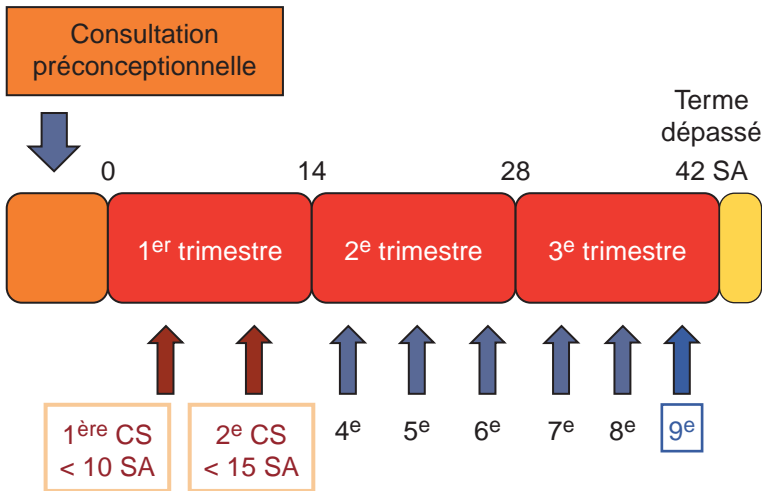 Consultation
préconceptionnelle
Terme
dépassé
0 14 28 42 SA
1er trimestre 2e trimestre 3e trimestre
1ère CS
< 10 SA
2e CS
< 15 SA
4e 5e 6e 7e 8e 9e